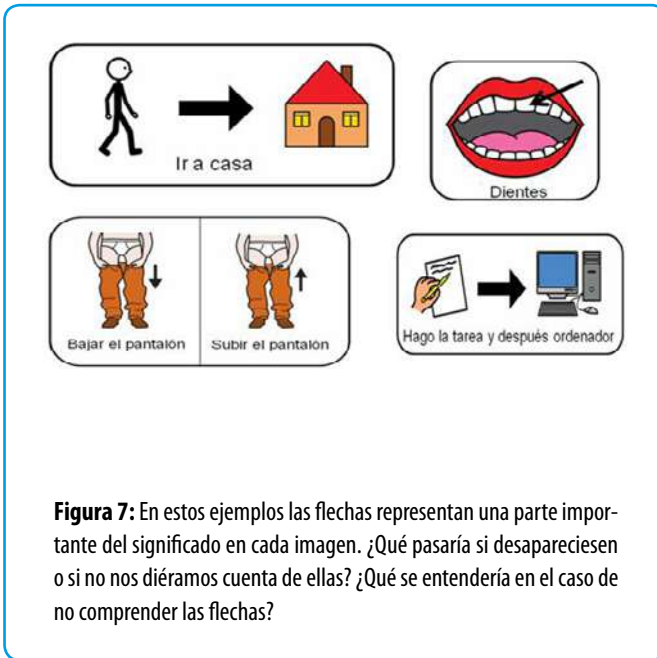 Ir a casa
Dientes
Bajar el pantalón
Subir el pantalón
Hago la tarea y después ordenador
Figura 7: En estos ejemplos las flechas representan una parte impor-
tante del significado en cada imagen. ¿Qué pasaría si desapareciesen
o si no nos diéramos cuenta de ellas? ¿Qué se entendería en el caso de
no comprender las flechas?